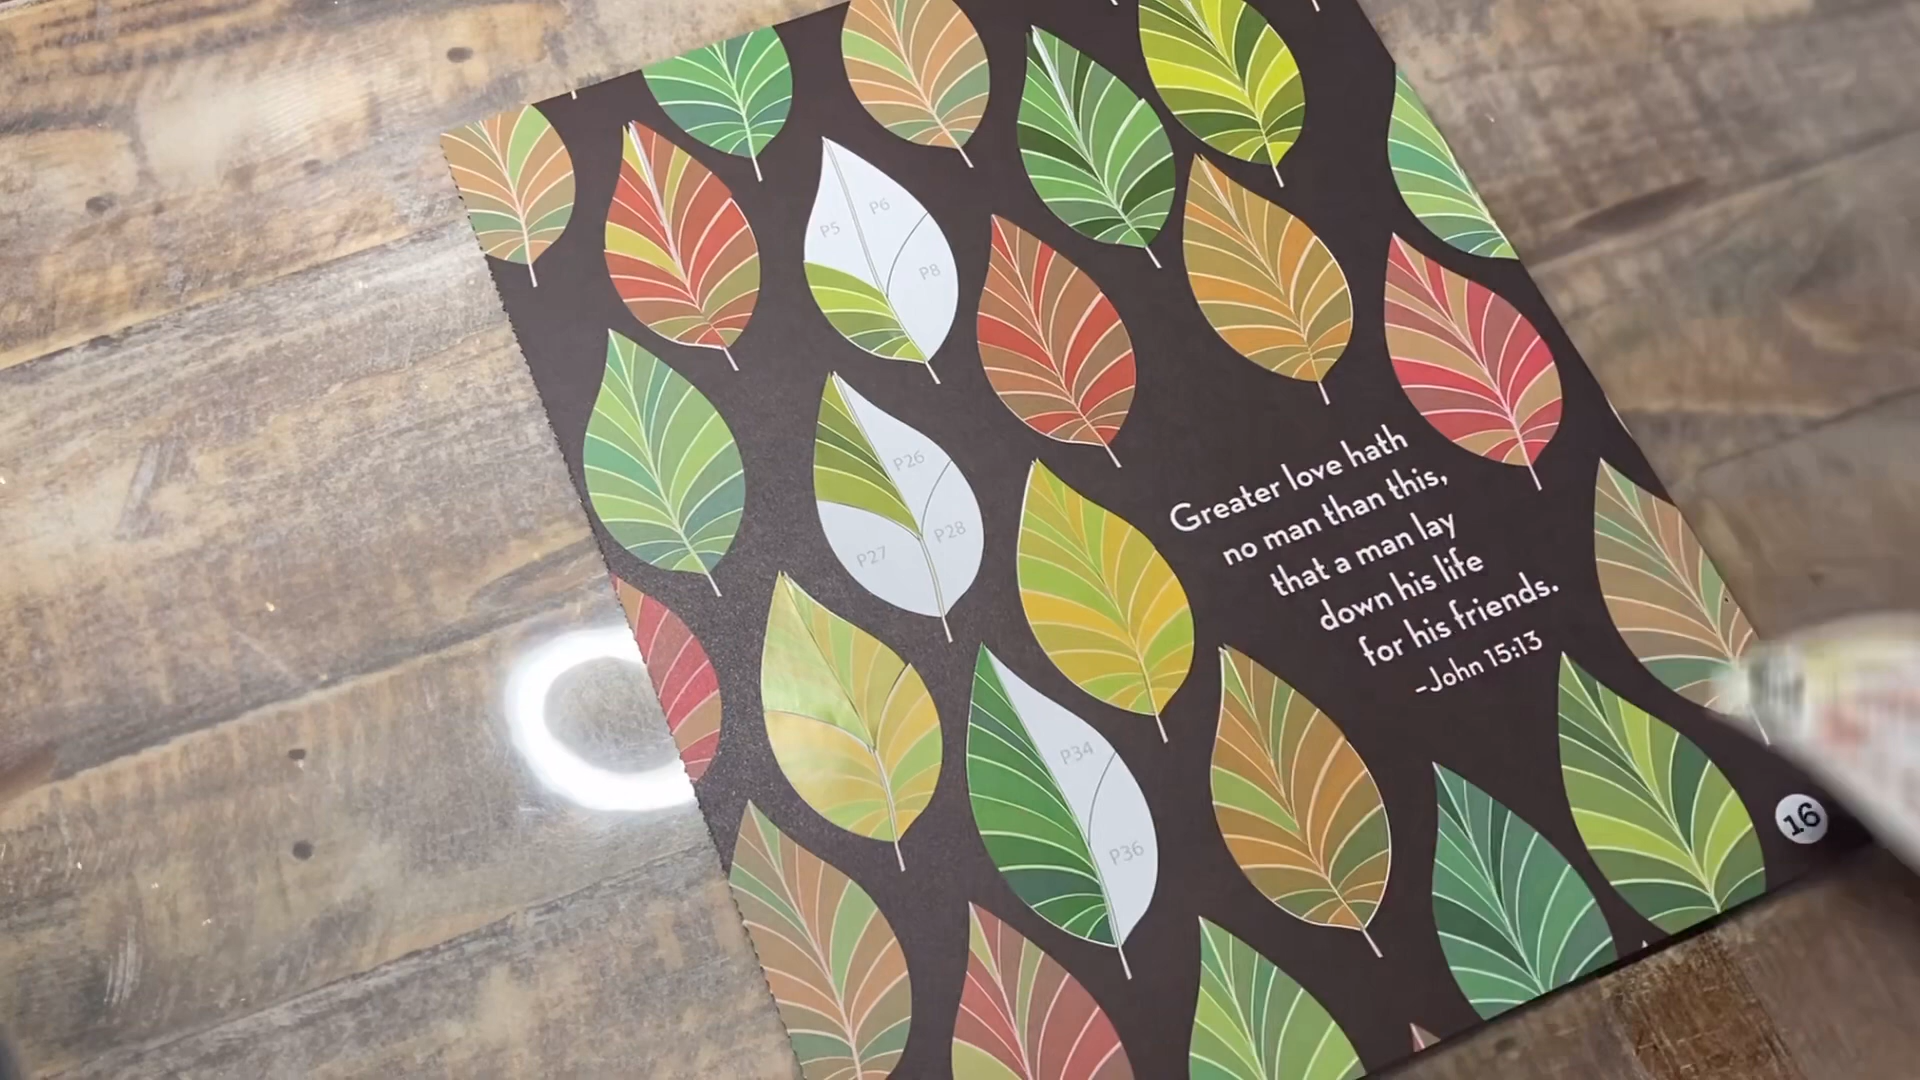 P6
P5
P8
P26
P28
P27
Greater love hath
no man than this,
that a man lay
down his life
for his friends.
-John 15:13
P34
P36
16